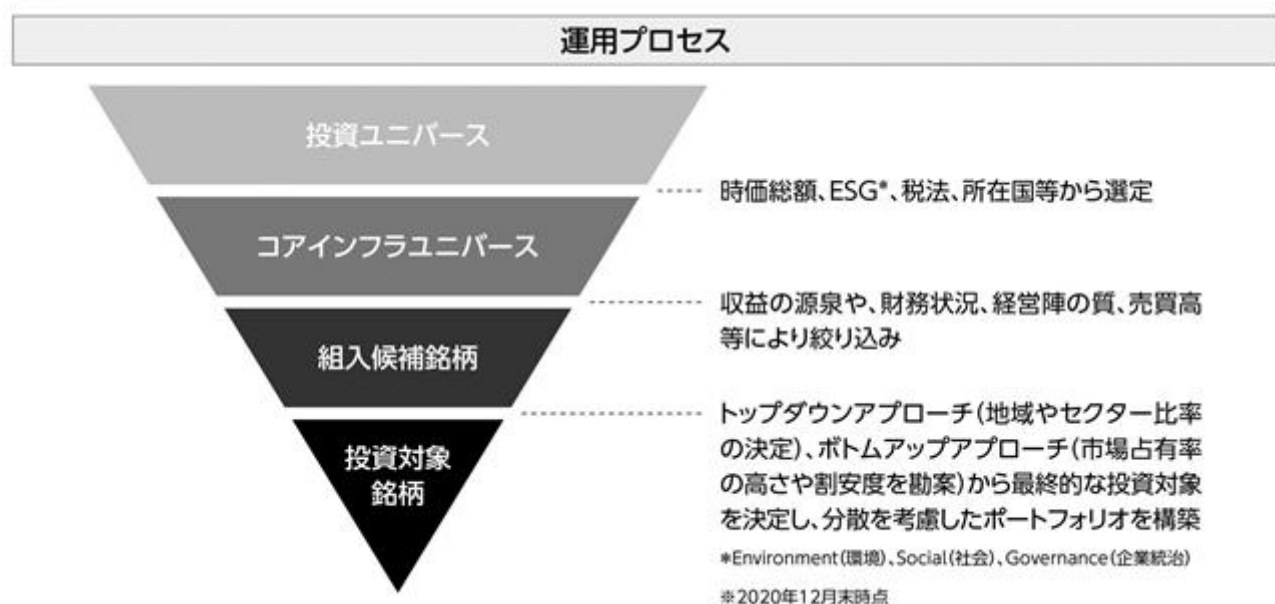 運用プロセス
投資ユニバース
時価総額、ESG*、税法、所在国等から選定
コアインフラユニバース
収益の源泉や、財務状況、経営陣の質、売買高
等により絞り込み
組入候補銘柄
トップダウンアプローチ(地域やセクター比率
の決定)、ボトムアップアプローチ(市場占有率
の高さや割安度を勘案)から最終的な投資対象
を決定し、分散を考慮したポートフォリオを構築
投資対象
銘柄
*Environment(環境)、Social(社会)、Governance(企業統治)
※2020年12月末時点